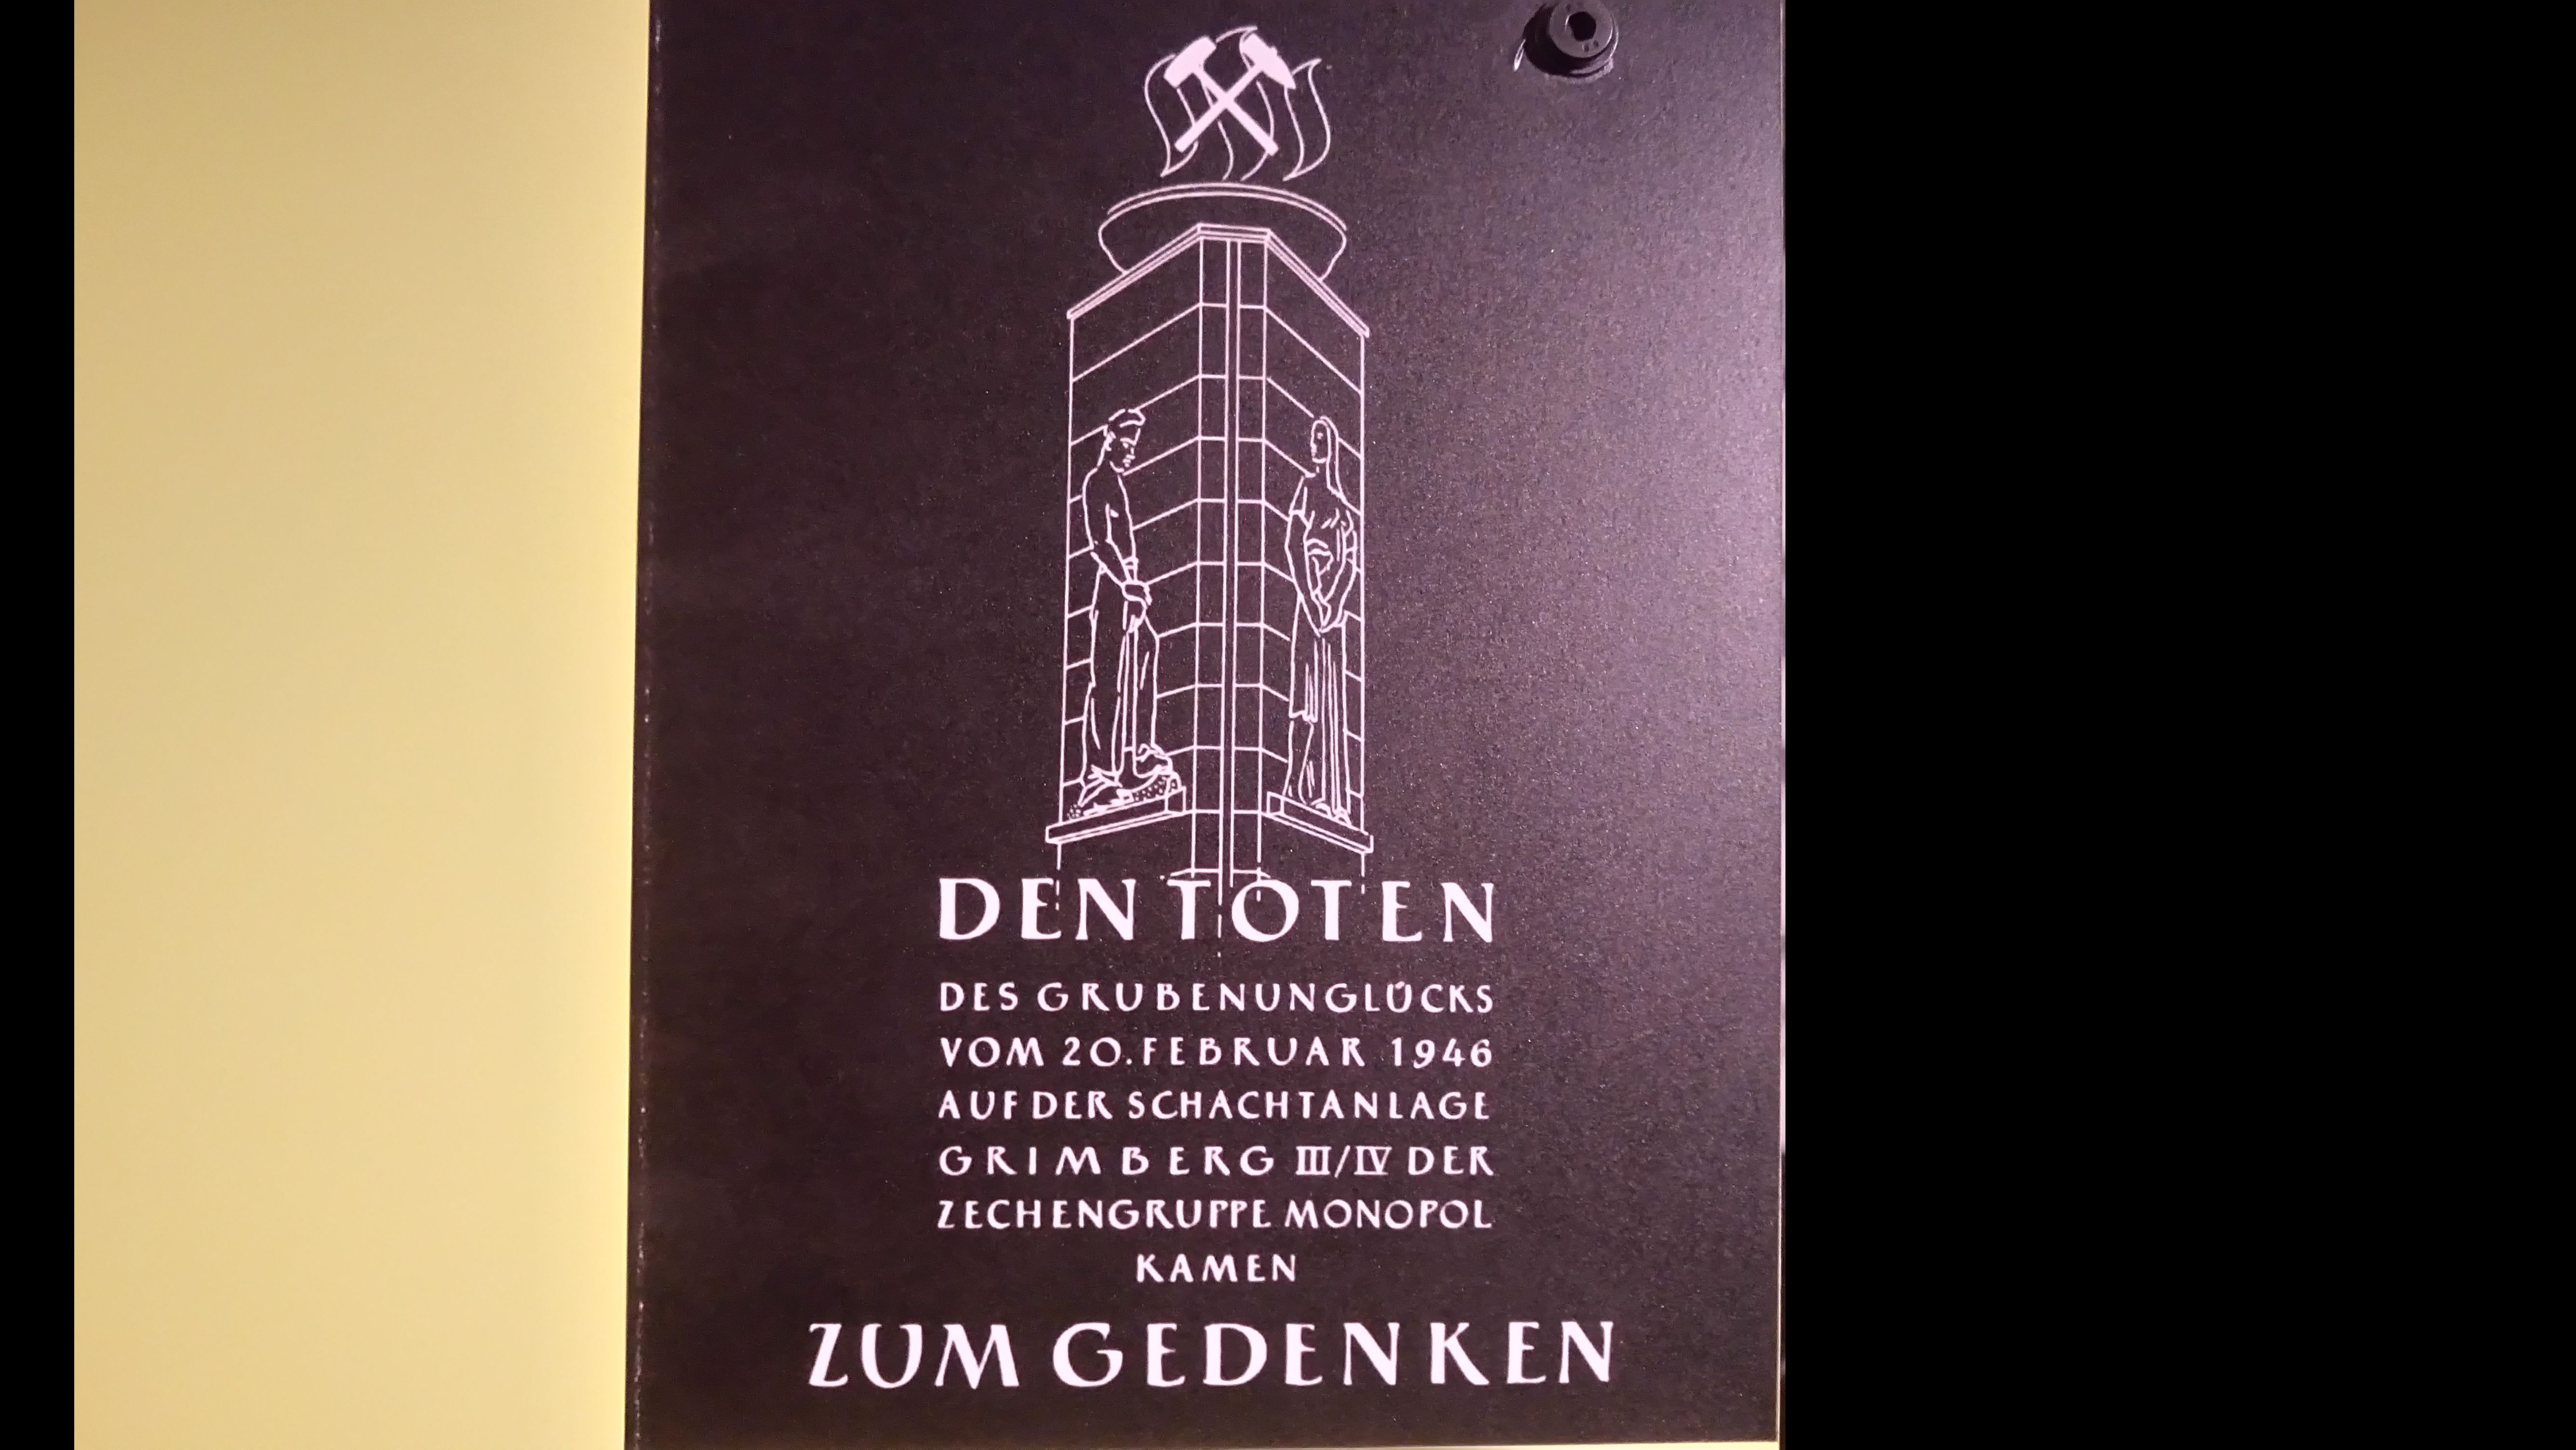 DEN TOTEN
DES GRUBENUNGLÜCKS
VOM 20. FEBRUAR 1946
AUF DER SCHACHTANLAGE
GRIMBERG III/IV DER
ZECHENGRUPPE MONOPOL
KAMEN
ZUM GEDENKEN